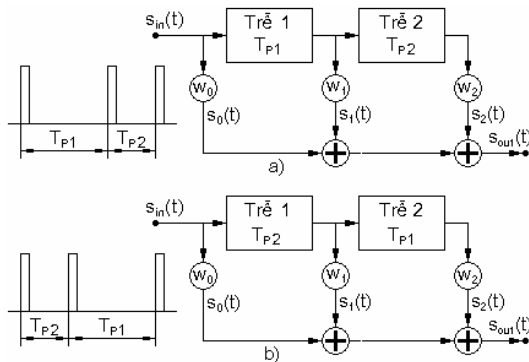 s_in(t)
Trễ 1
T_P1
Trễ 2
T_P2
w_0
w_1
w_2
s_0(t)
s_1(t)
s_2(t)
s_out(t)
T_P1
T_P2
a)
s_in(t)
Trễ 1
T_P2
Trễ 2
T_P1
w_0
w_1
w_2
s_0(t)
s_1(t)
s_2(t)
s_out(t)
T_P2
T_P1
b)